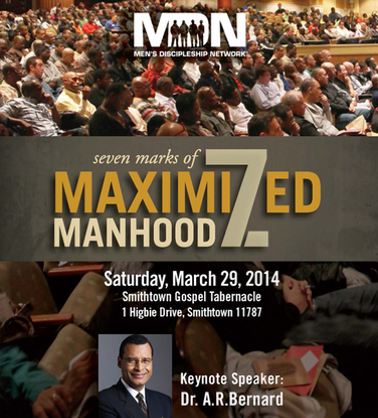 MDN
MEN'S DISCIPLESHIP NETWORK
seven marks of
MAXIMIZED
MANHOOD 7
Saturday, March 29, 2014
Smithtown Gospel Tabernacle
1 Higbie Drive, Smithtown 11787
Keynote Speaker:
Dr. A.R.Bernard